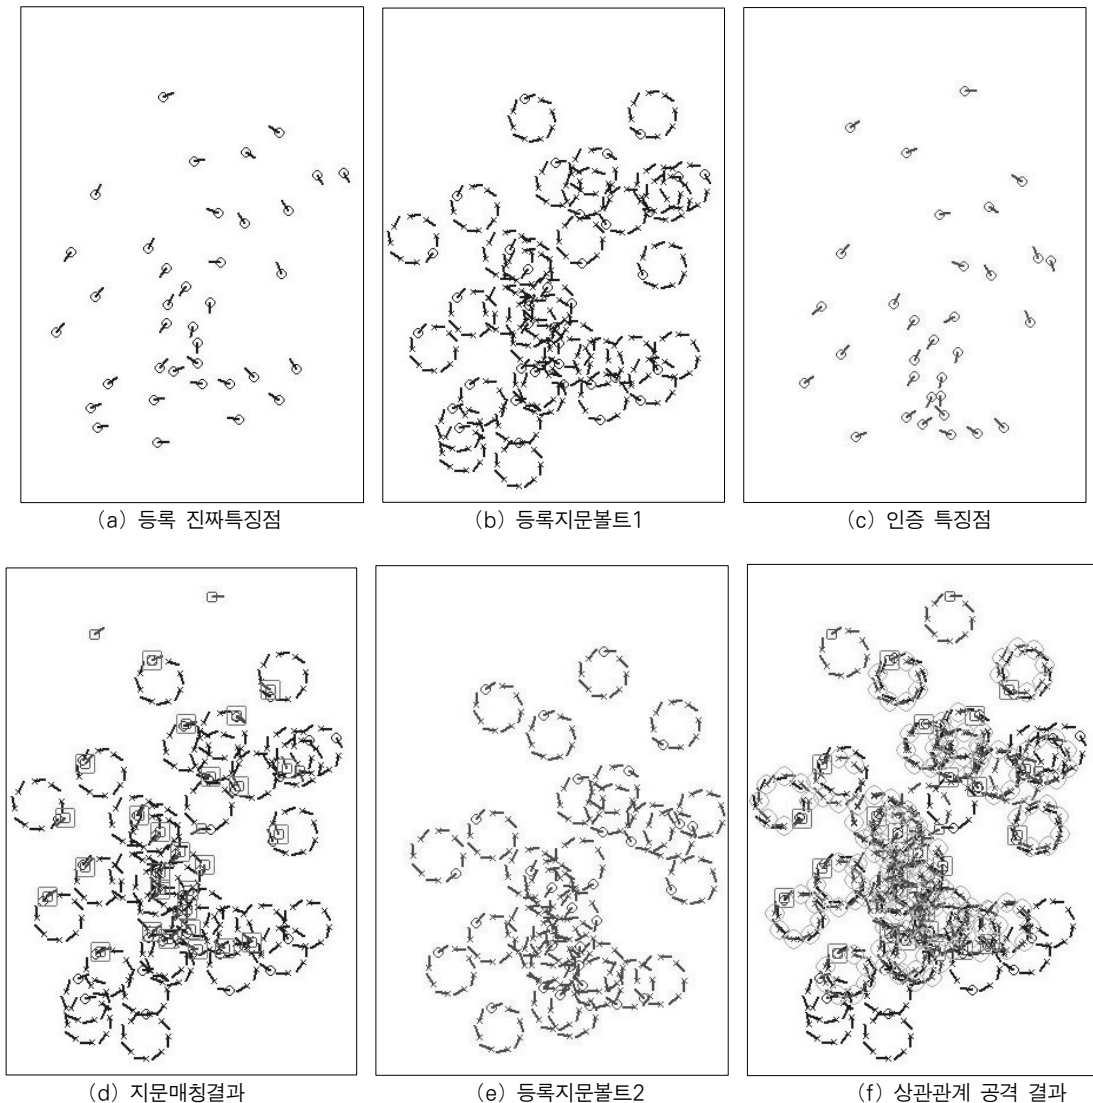 (a) 등록 진짜특징점
(b) 등록지문볼트1
(c) 인증 특징점
(d) 지문매칭결과
(e) 등록지문볼트2
(f) 상관관계 공격 결과